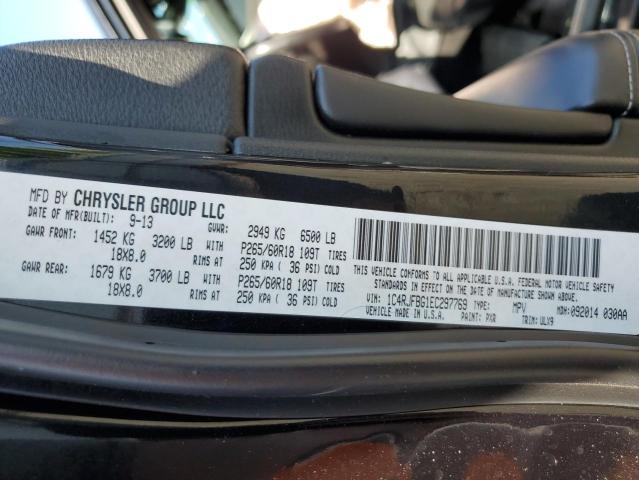 MFD BY CHRYSLER GROUP LLC
DATE OF MFR(BUILT): 9-13 GVWR: 2949 KG 6500 LB
GAWR FRONT: 1452 KG 3200 LB WITH P265/60R18 109T TIRES
18X8.0 RIMS AT 250 KPA ( 36 PSI) COLD
GAWR REAR: 1679 KG 3700 LB WITH P265/60R18 109T TIRES
18X8.0 RIMS AT 250 KPA ( 36 PSI) COLD
THIS VEHICLE CONFORMS TO ALL APPLICABLE U.S.A. FEDERAL MOTOR VEHICLE SAFETY
STANDARDS IN EFFECT ON THE DATE OF MANUFACTURE SHOWN ABOVE.
VIN: 1C4RJFBG1EC297769 TYPE: MPV MDH: 092014 030AA
VEHICLE MADE IN U.S.A. PAINT: PXR TRIM: ULX9